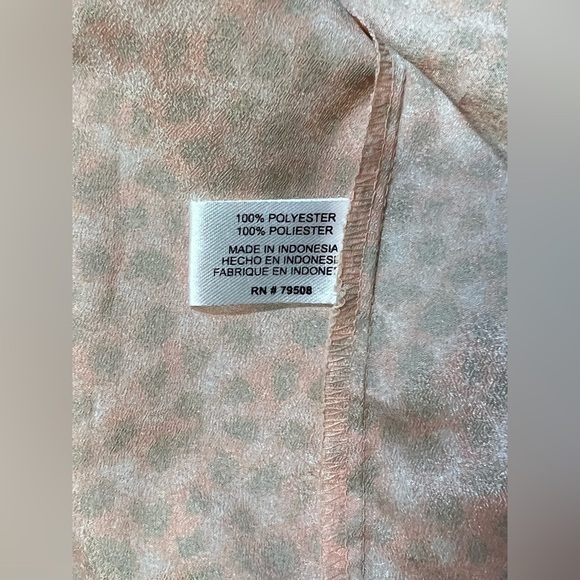 100% POLYESTER
100% POLIESTER
MADE IN INDONESIA
HECHO EN INDONESI
FABRIQUE EN INDONE
RN # 79508